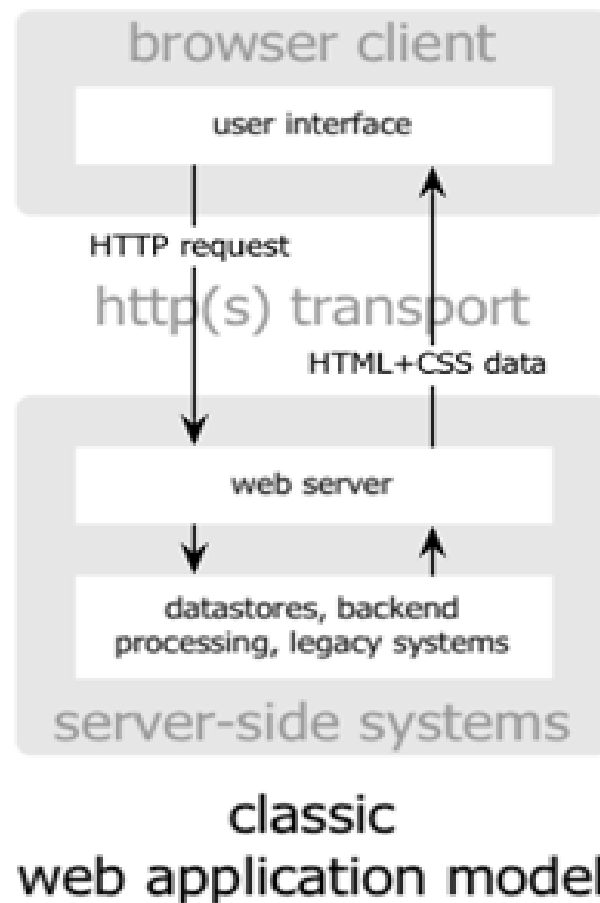 browser client
user interface
HTTP request
http(s) transport
HTML+CSS data
web server
datastores, backend
processing, legacy systems
server-side systems
classic
web application model